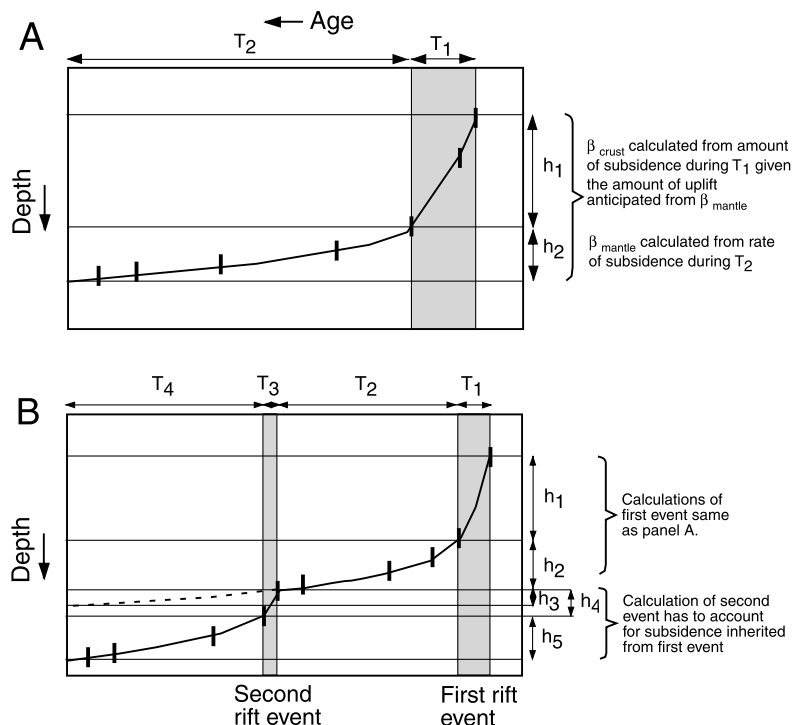 A
Age
T2
T1
Depth
h1
h2
β crust calculated from amount
of subsidence during T1 given
the amount of uplift
anticipated from β mantle
β mantle calculated from rate
of subsidence during T2
B
T4
T3
T2
T1
Depth
h1
h2
h3
h4
h5
Calculations of
first event same
as panel A.
Calculation of second
event has to account
for subsidence inherited
from first event
Second
rift event
First rift
event